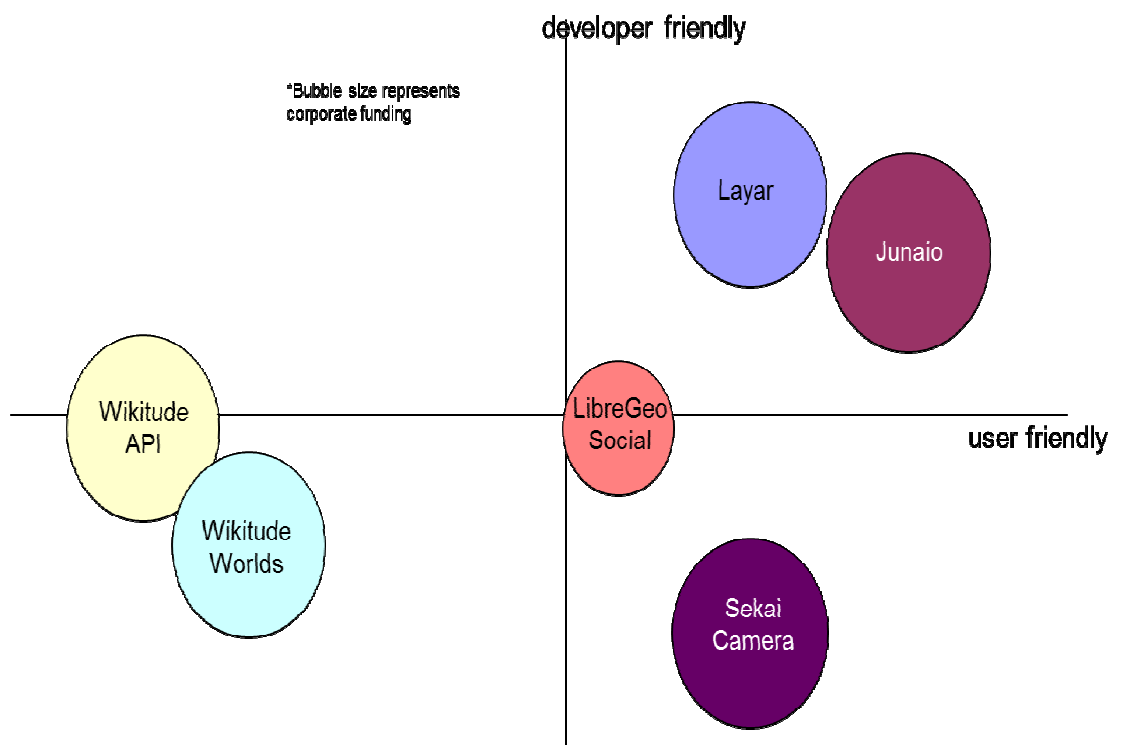 developer friendly
*Bubble size represents
corporate funding
Layar
Junaio
Wikitude
API
LibreGeo
Social
user friendly
Wikitude
Worlds
Sekai
Camera